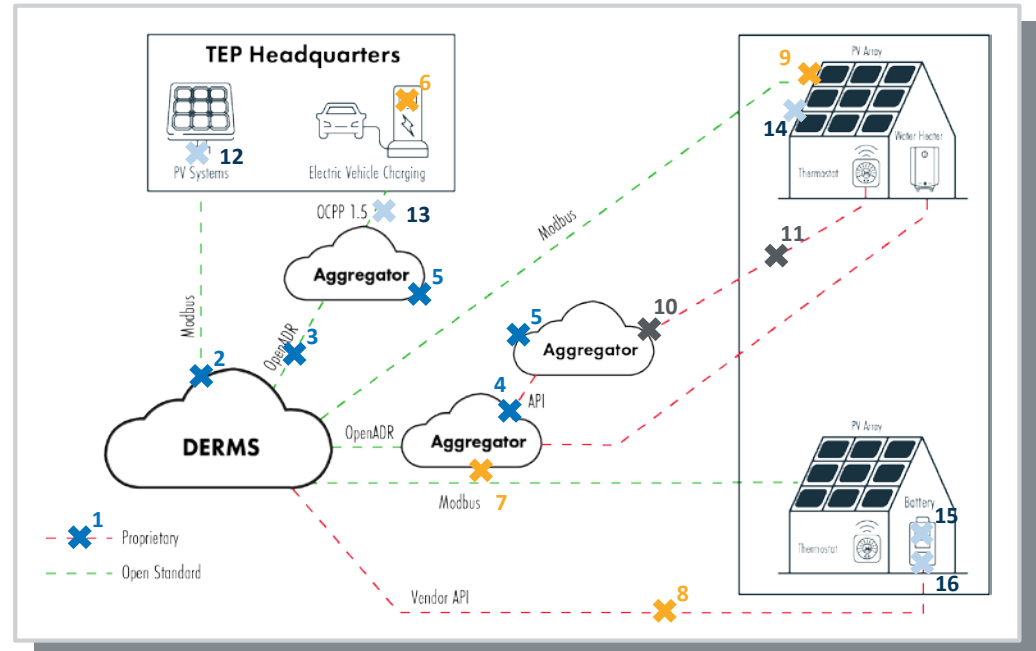 TEP Headquarters
PV Systems
12
Electric Vehicle Charging
6
OCPP 1.5
13
Aggregator
5
Modbus
OpenADR
3
2
DERMS
OpenADR
Aggregator
4
API
5
Aggregator
10
11
Modbus
7
Modbus
Vendor API
8
PV Array
9
14
Water Heater
Thermostat
PV Array
Battery
15
Thermostat
16
1
Proprietary
Open Standard